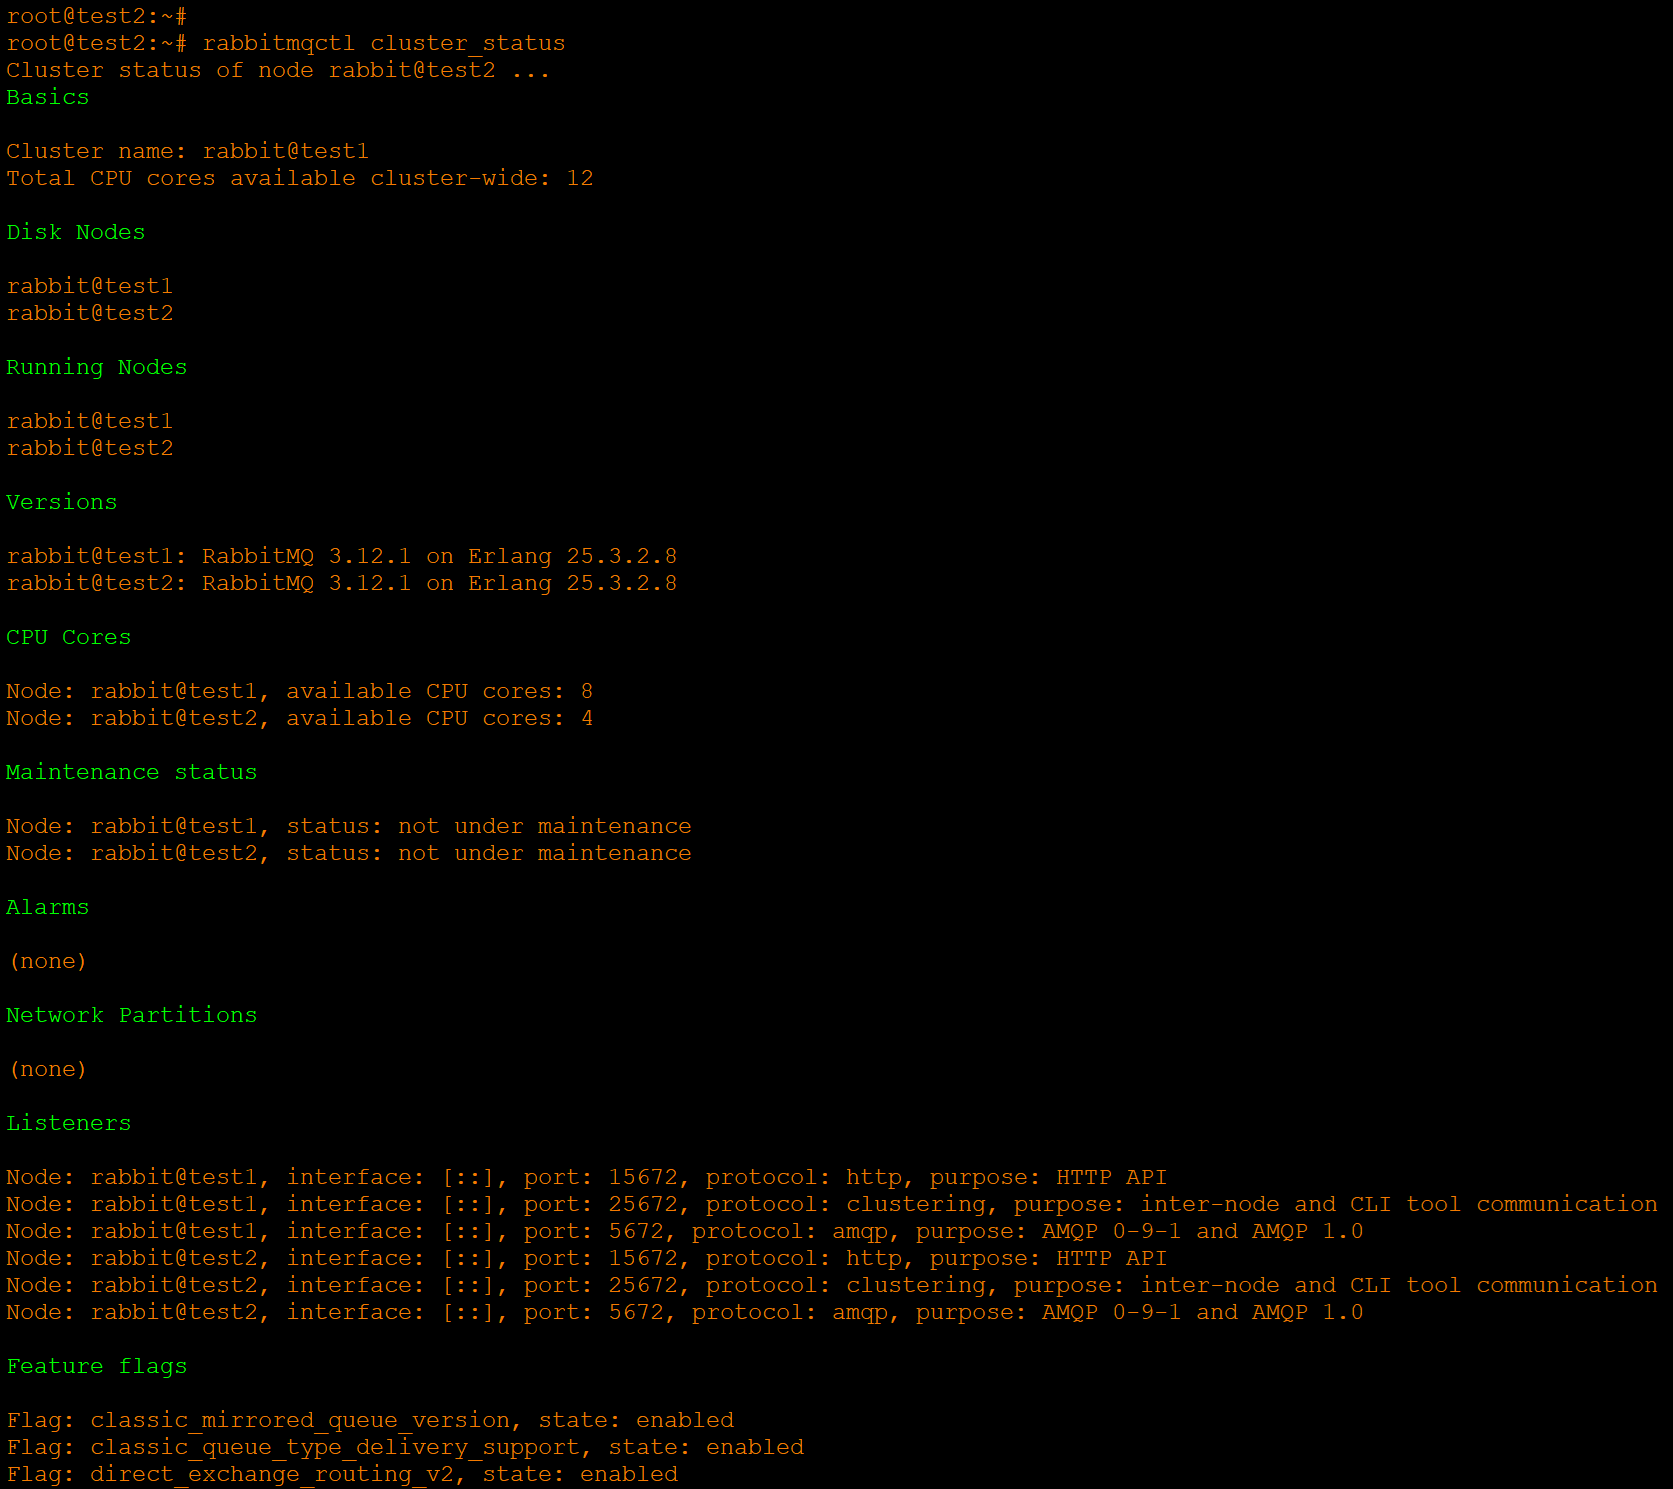 root@test2:~#
root@test2:~# rabbitmqctl cluster_status
Cluster status of node rabbit@test2 ...
Basics
Cluster name: rabbit@test1
Total CPU cores available cluster-wide: 12
Disk Nodes
rabbit@test1
rabbit@test2
Running Nodes
rabbit@test1
rabbit@test2
Versions
rabbit@test1: RabbitMQ 3.12.1 on Erlang 25.3.2.8
rabbit@test2: RabbitMQ 3.12.1 on Erlang 25.3.2.8
CPU Cores
Node: rabbit@test1, available CPU cores: 8
Node: rabbit@test2, available CPU cores: 4
Maintenance status
Node: rabbit@test1, status: not under maintenance
Node: rabbit@test2, status: not under maintenance
Alarms
(none)
Network Partitions
(none)
Listeners
Node: rabbit@test1, interface: [::], port: 15672, protocol: http, purpose: HTTP API
Node: rabbit@test1, interface: [::], port: 25672, protocol: clustering, purpose: inter-node and CLI tool communication
Node: rabbit@test1, interface: [::], port: 5672, protocol: amqp, purpose: AMQP 0-9-1 and AMQP 1.0
Node: rabbit@test2, interface: [::], port: 15672, protocol: http, purpose: HTTP API
Node: rabbit@test2, interface: [::], port: 25672, protocol: clustering, purpose: inter-node and CLI tool communication
Node: rabbit@test2, interface: [::], port: 5672, protocol: amqp, purpose: AMQP 0-9-1 and AMQP 1.0
Feature flags
Flag: classic_mirrored_queue_version, state: enabled
Flag: classic_queue_type_delivery_support, state: enabled
Flag: direct_exchange_routing_v2, state: enabled